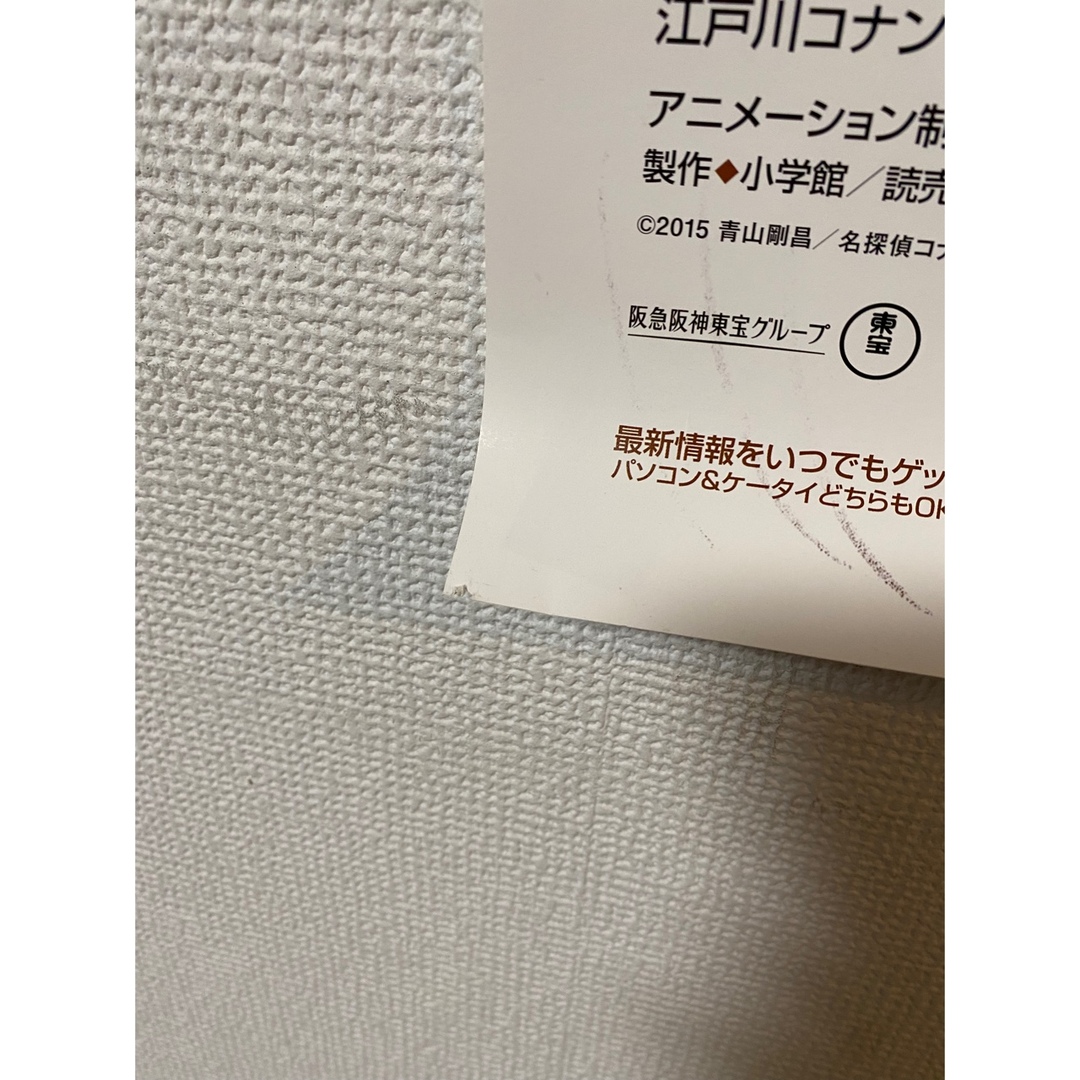 江戸川コナン
アニメーション制
製作◆小学館／読売
©2015 青山剛昌／名探偵コナ
阪急阪神東宝グループ
東宝
最新情報をいつでもゲッ
パソコン&ケータイどちらもOK